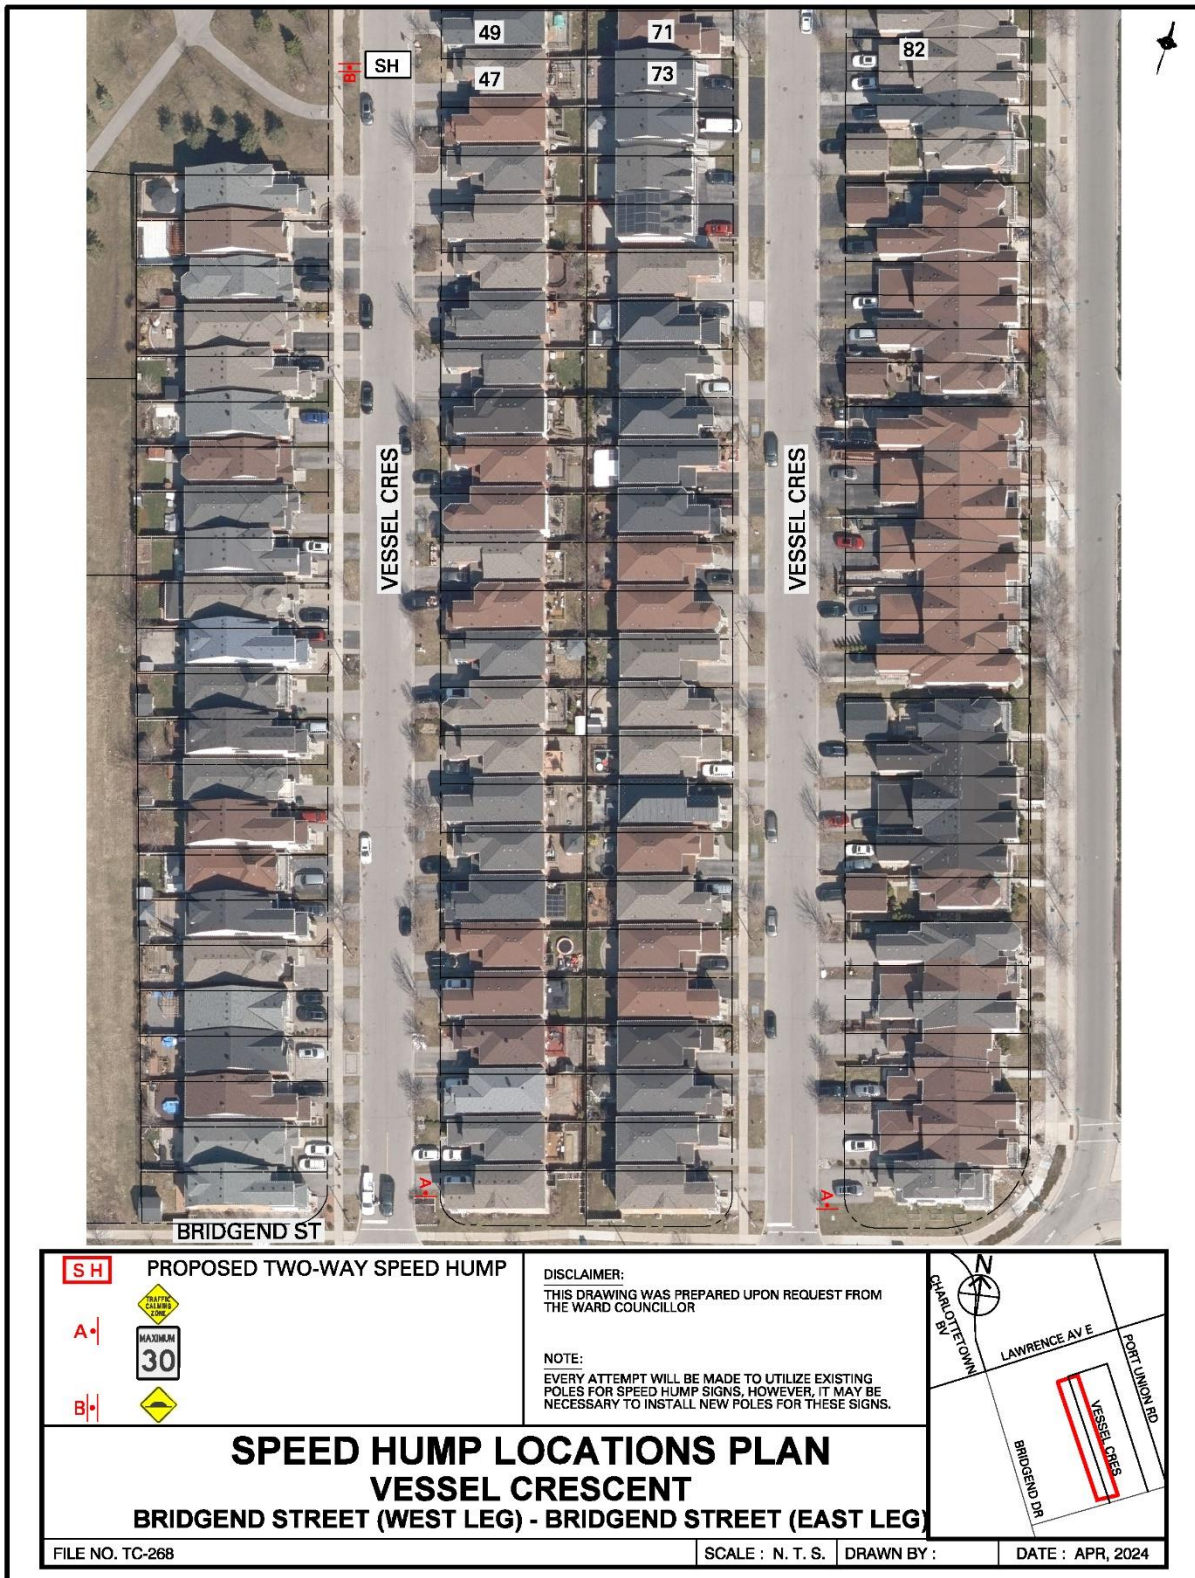 49
71
82
SH
B
47
73
VESSEL CRES
VESSEL CRES
A
A
BRIDGEND ST
SH
PROPOSED TWO-WAY SPEED HUMP
TRAFFIC
CALMING
ZONE
A
MAXIMUM
30
B
DISCLAIMER:
THIS DRAWING WAS PREPARED UPON REQUEST FROM
THE WARD COUNCILLOR
NOTE:
EVERY ATTEMPT WILL BE MADE TO UTILIZE EXISTING
POLES FOR SPEED HUMP SIGNS, HOWEVER, IT MAY BE
NECESSARY TO INSTALL NEW POLES FOR THESE SIGNS.
N
CHARLOTTETOWN
BV
LAWRENCE AV E
PORT UNION RD
VESSEL CRES
BRIDGEND DR
SPEED HUMP LOCATIONS PLAN
VESSEL CRESCENT
BRIDGEND STREET (WEST LEG) - BRIDGEND STREET (EAST LEG)
FILE NO. TC-268
SCALE : N. T. S.
DRAWN BY :
DATE : APR, 2024